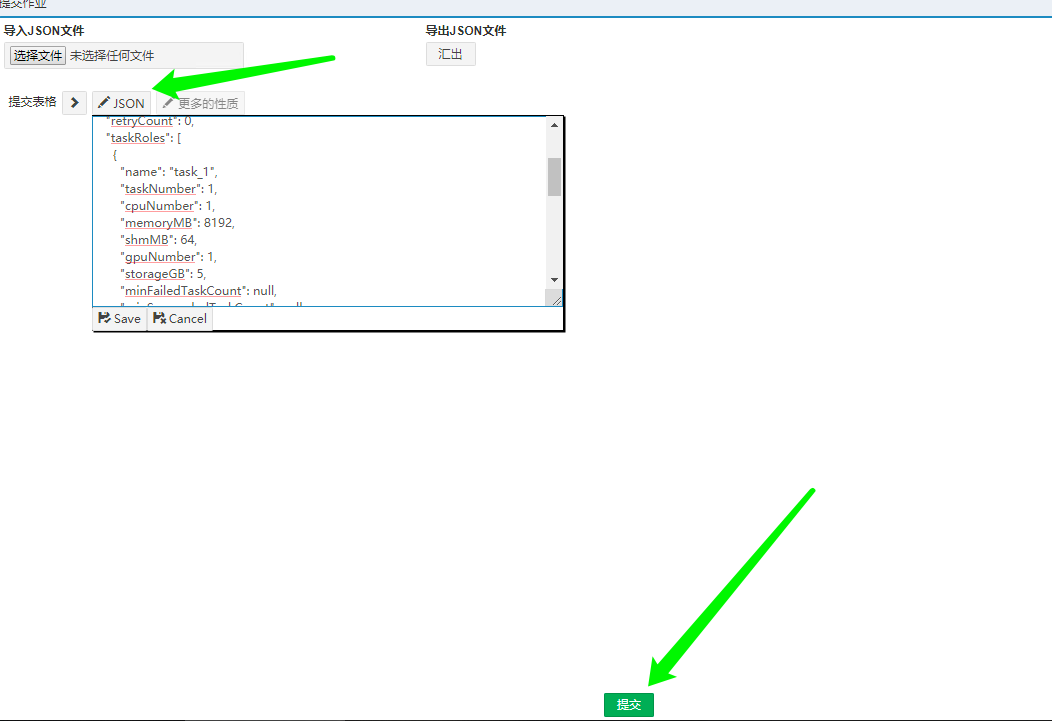 提交作业
导入JSON文件
导出JSON文件
选择文件 未选择任何文件
汇出
提交表格
JSON
更多的性质
"retryCount": 0,
"taskRoles": [
{
"name": "task_1",
"taskNumber": 1,
"cpuNumber": 1,
"memoryMB": 8192,
"shmMB": 64,
"gpuNumber": 1,
"storageGB": 5,
"minFailedTaskCount": null,
Save
Cancel
提交